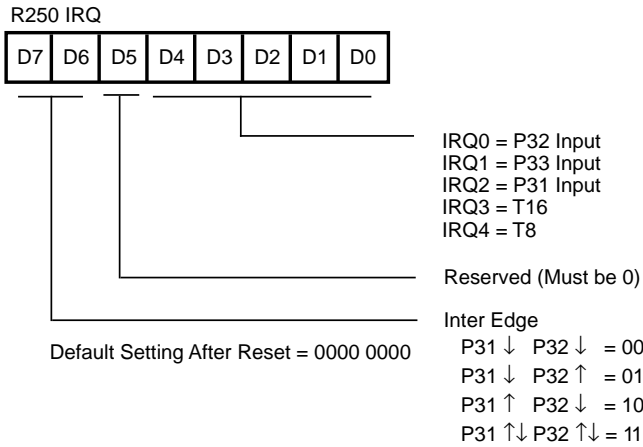 R250 IRQ
D7 D6 D5 D4 D3 D2 D1 D0
IRQ0 = P32 Input
IRQ1 = P33 Input
IRQ2 = P31 Input
IRQ3 = T16
IRQ4 = T8
Reserved (Must be 0)
Inter Edge
Default Setting After Reset = 0000 0000
P31 ↓ P32 ↓ = 00
P31 ↓ P32 ↑ = 01
P31 ↑ P32 ↓ = 10
P31 ↑↓ P32 ↑↓ = 11